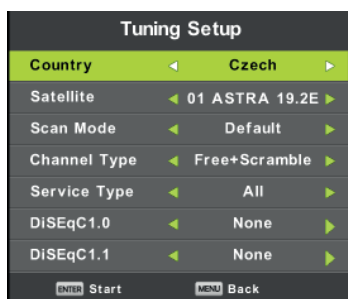 Tuning Setup
Country Czech
Satellite 01 ASTRA 19.2E
Scan Mode Default
Channel Type Free+Scramble
Service Type All
DiSEqC1.0 None
DiSEqC1.1 None
ENTER Start MENU Back